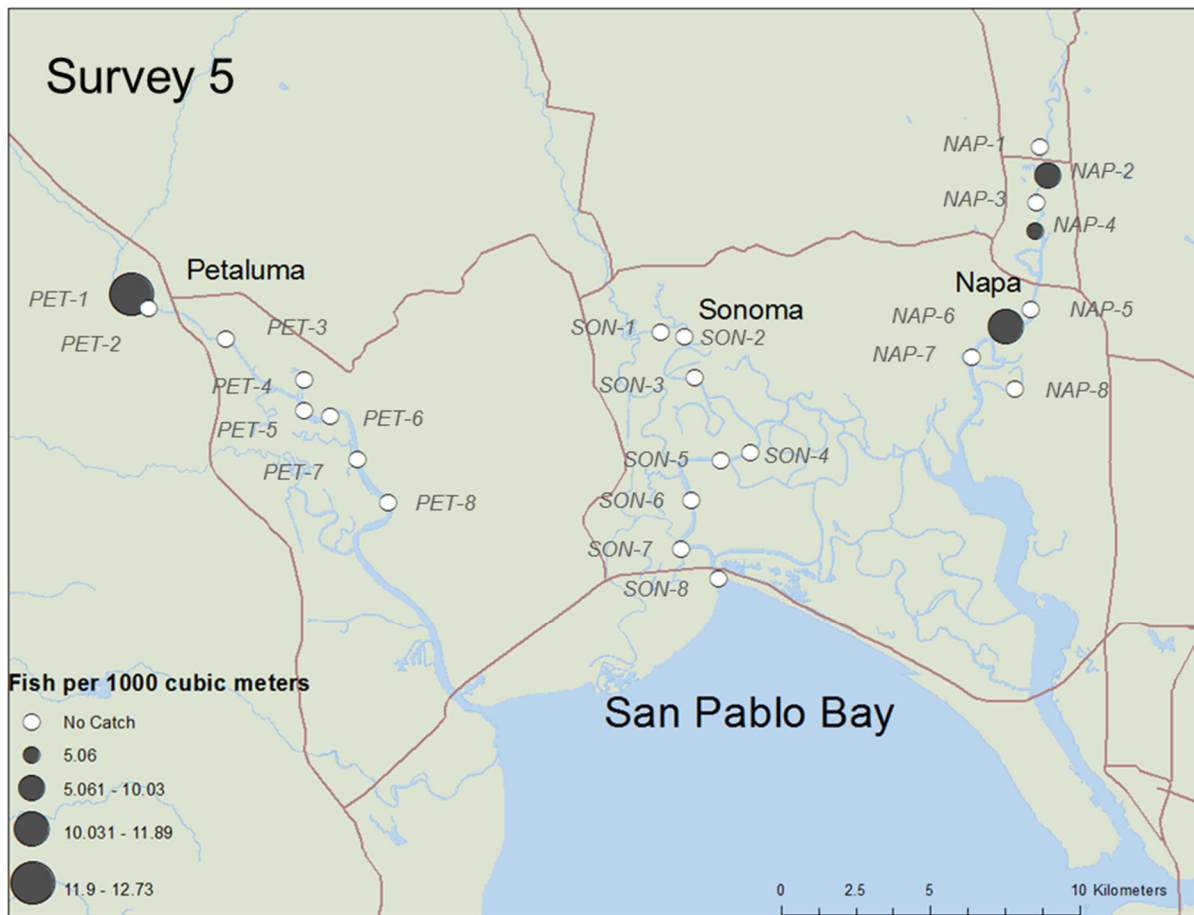 Survey 5
NAP-1
NAP-2
NAP-3
NAP-4
Petaluma
Napa
PET-1
PET-2
PET-3
Sonoma
NAP-5
NAP-6
SON-1
SON-2
NAP-7
PET-4
SON-3
NAP-8
PET-5
PET-6
PET-7
SON-5
SON-4
PET-8
SON-6
SON-7
SON-8
Fish per 1000 cubic meters
No Catch
5.06
5.061 - 10.03
10.031 - 11.89
11.9 - 12.73
San Pablo Bay
0 2.5 5 10 Kilometers